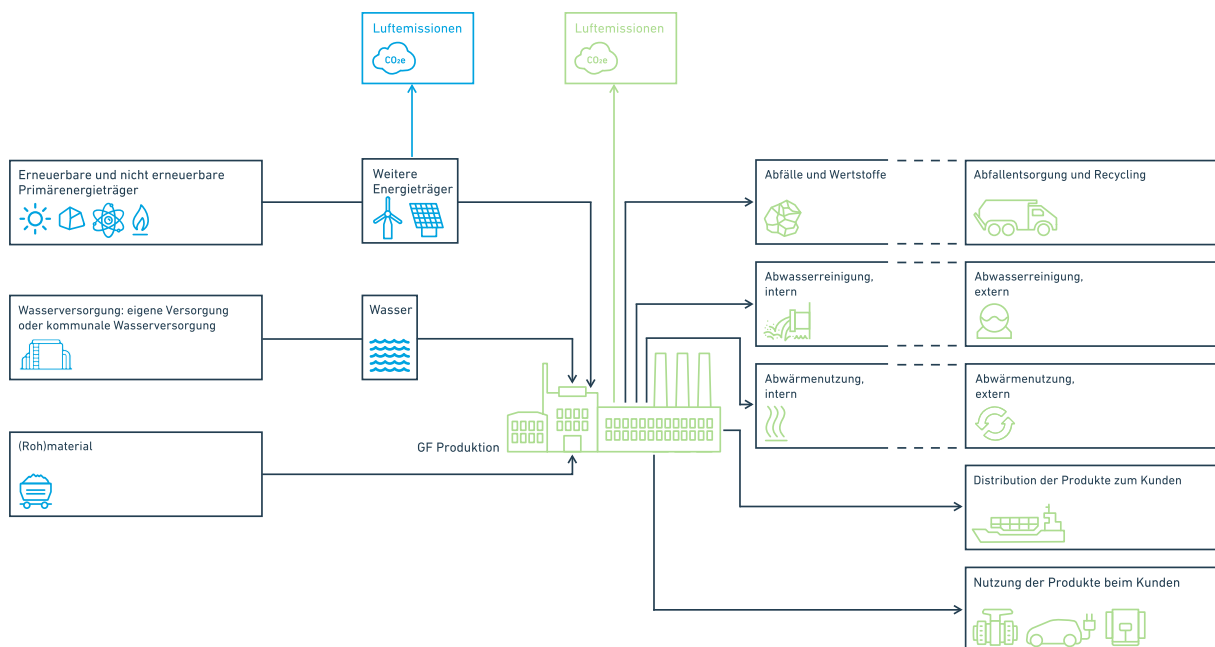 Luftemissionen
CO₂e
Luftemissionen
CO₂e
Erneuerbare und nicht erneuerbare
Primärenergieträger
Weitere
Energieträger
Abfälle und Wertstoffe
Abfallentsorgung und Recycling
Wasserversorgung: eigene Versorgung
oder kommunale Wasserversorgung
Wasser
Abwasserreinigung,
intern
Abwasserreinigung,
extern
Abwärmenutzung,
intern
Abwärmenutzung,
extern
(Roh)material
GF Produktion
Distribution der Produkte zum Kunden
Nutzung der Produkte beim Kunden